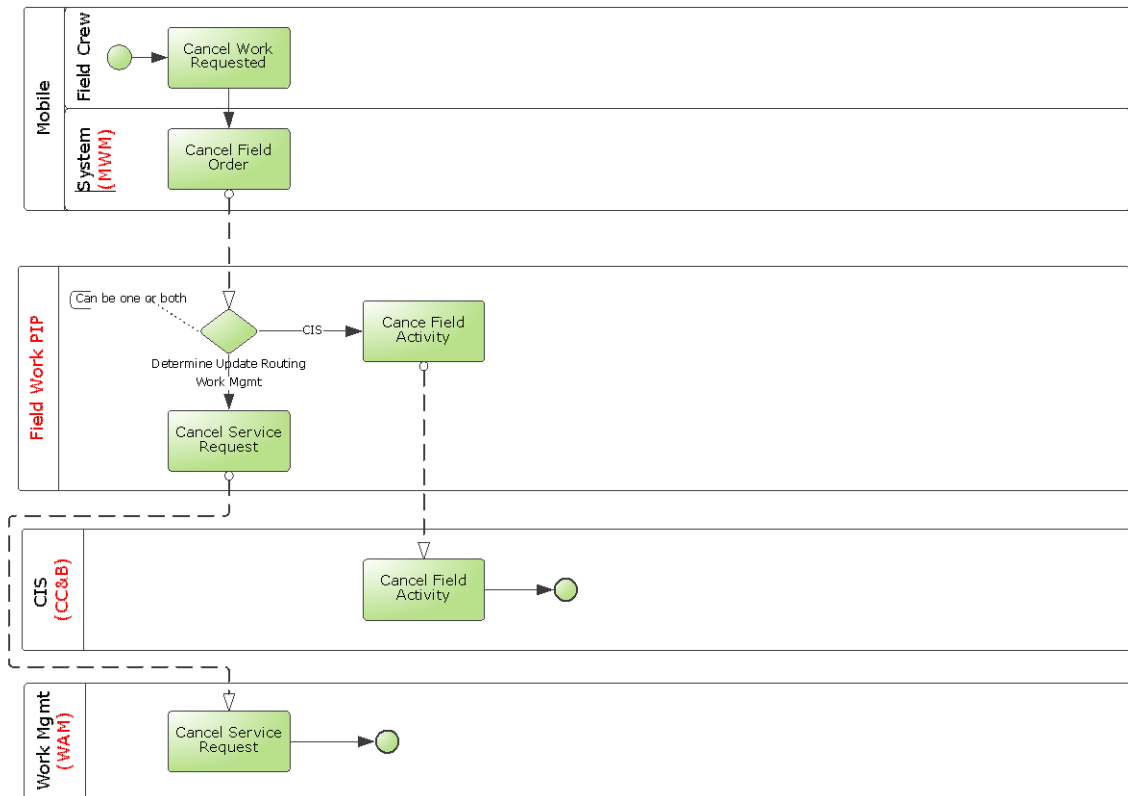 Mobile
Field Crew
Cancel Work
Requested
System
(MWM)
Cancel Field
Order
Field Work PIP
Can be one or both
CIS
Cance Field
Activity
Determine Update Routing
Work Mgmt
Cancel Service
Request
CIS
(CC&B)
Cancel Field
Activity
Work Mgmt
(WAM)
Cancel Service
Request